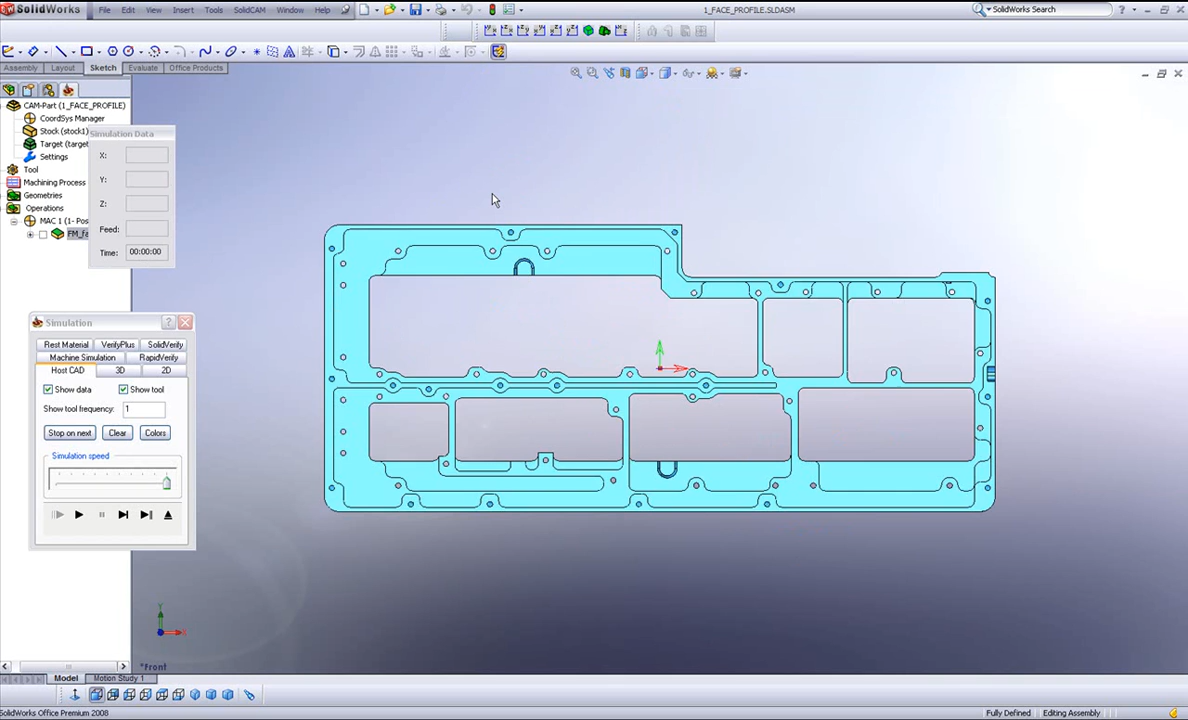 SolidWorks File Edit View Insert Tools SolidCAM Window Help 1_FACE_PROFILE.SLDASM SolidWorks Search
Assembly Layout Sketch Evaluate Office Products
CAM-Part (1_FACE_PROFILE)
CoordSys Manager
Stock (stock1)
Target (target
Settings
Tool
Machining Process
Geometries
Operations
MAC 1 (1- Pos
FM_fa
Simulation Data
X:
Y:
Z:
Feed:
Time: 00:00:00
Simulation
Rest Material VerifyPlus SolidVerify
Machine Simulation RapidVerify
Host CAD 3D 2D
Show data Show tool
Show tool frequency: 1
Stop on next Clear Colors
Simulation speed
Y
*Front
Model Motion Study 1
SolidWorks Office Premium 2008 Fully Defined Editing Assembly